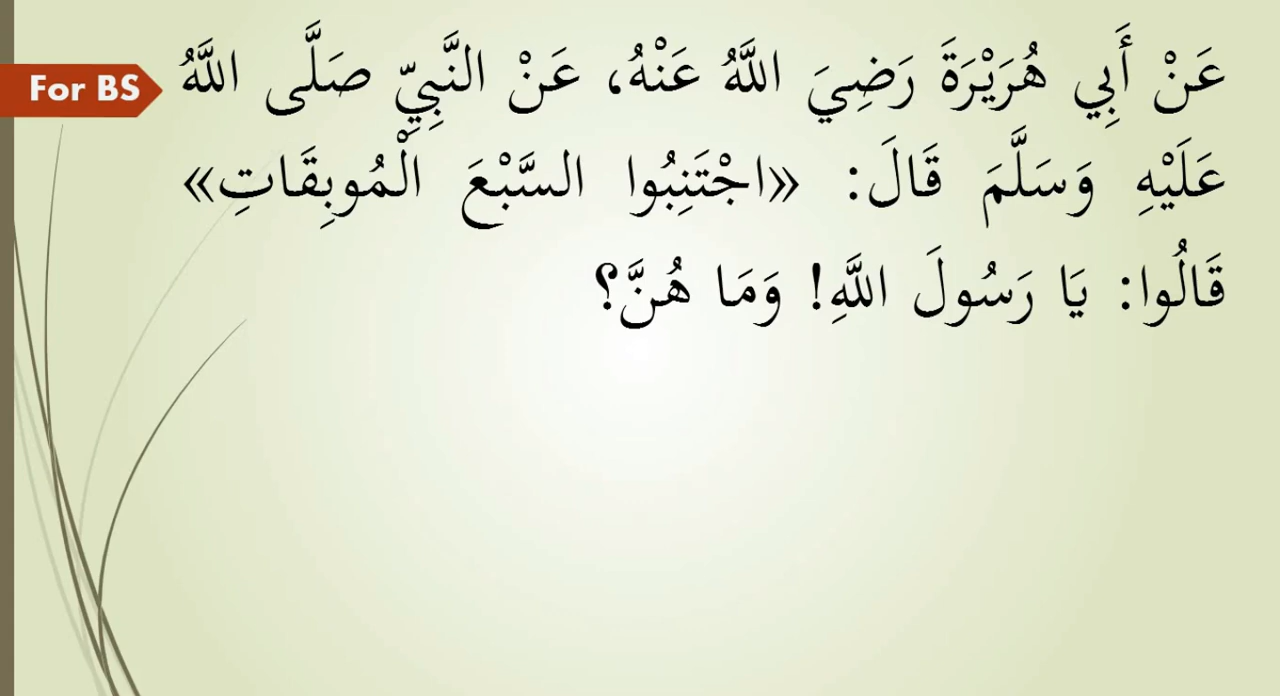 For BS
عَنْ أَبِي هُرَيْرَةَ رَضِيَ اللَّهُ عَنْهُ، عَنْ النَّبِيِّ صَلَّى اللَّهُ
عَلَيْهِ وَسَلَّمَ قَالَ: «اجْتَنِبُوا السَّبْعَ الْمُوبِقَاتِ»
قَالُوا: يَا رَسُولَ اللَّهِ! وَمَا هُنَّ؟